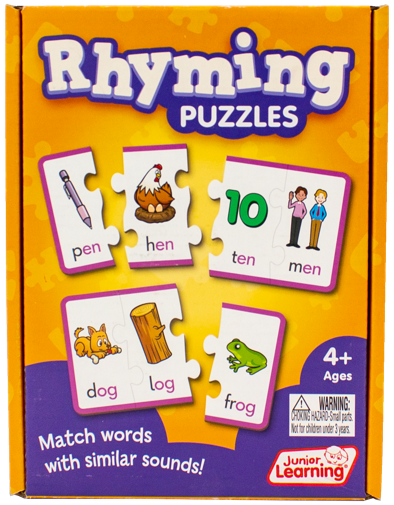 Rhyming
PUZZLES
pen
hen
10
ten
men
dog
log
frog
4+
Ages
WARNING:
CHOKING HAZARD-Small parts.
Not for children under 3 years.
Match words
with similar sounds!
Junior
Learning